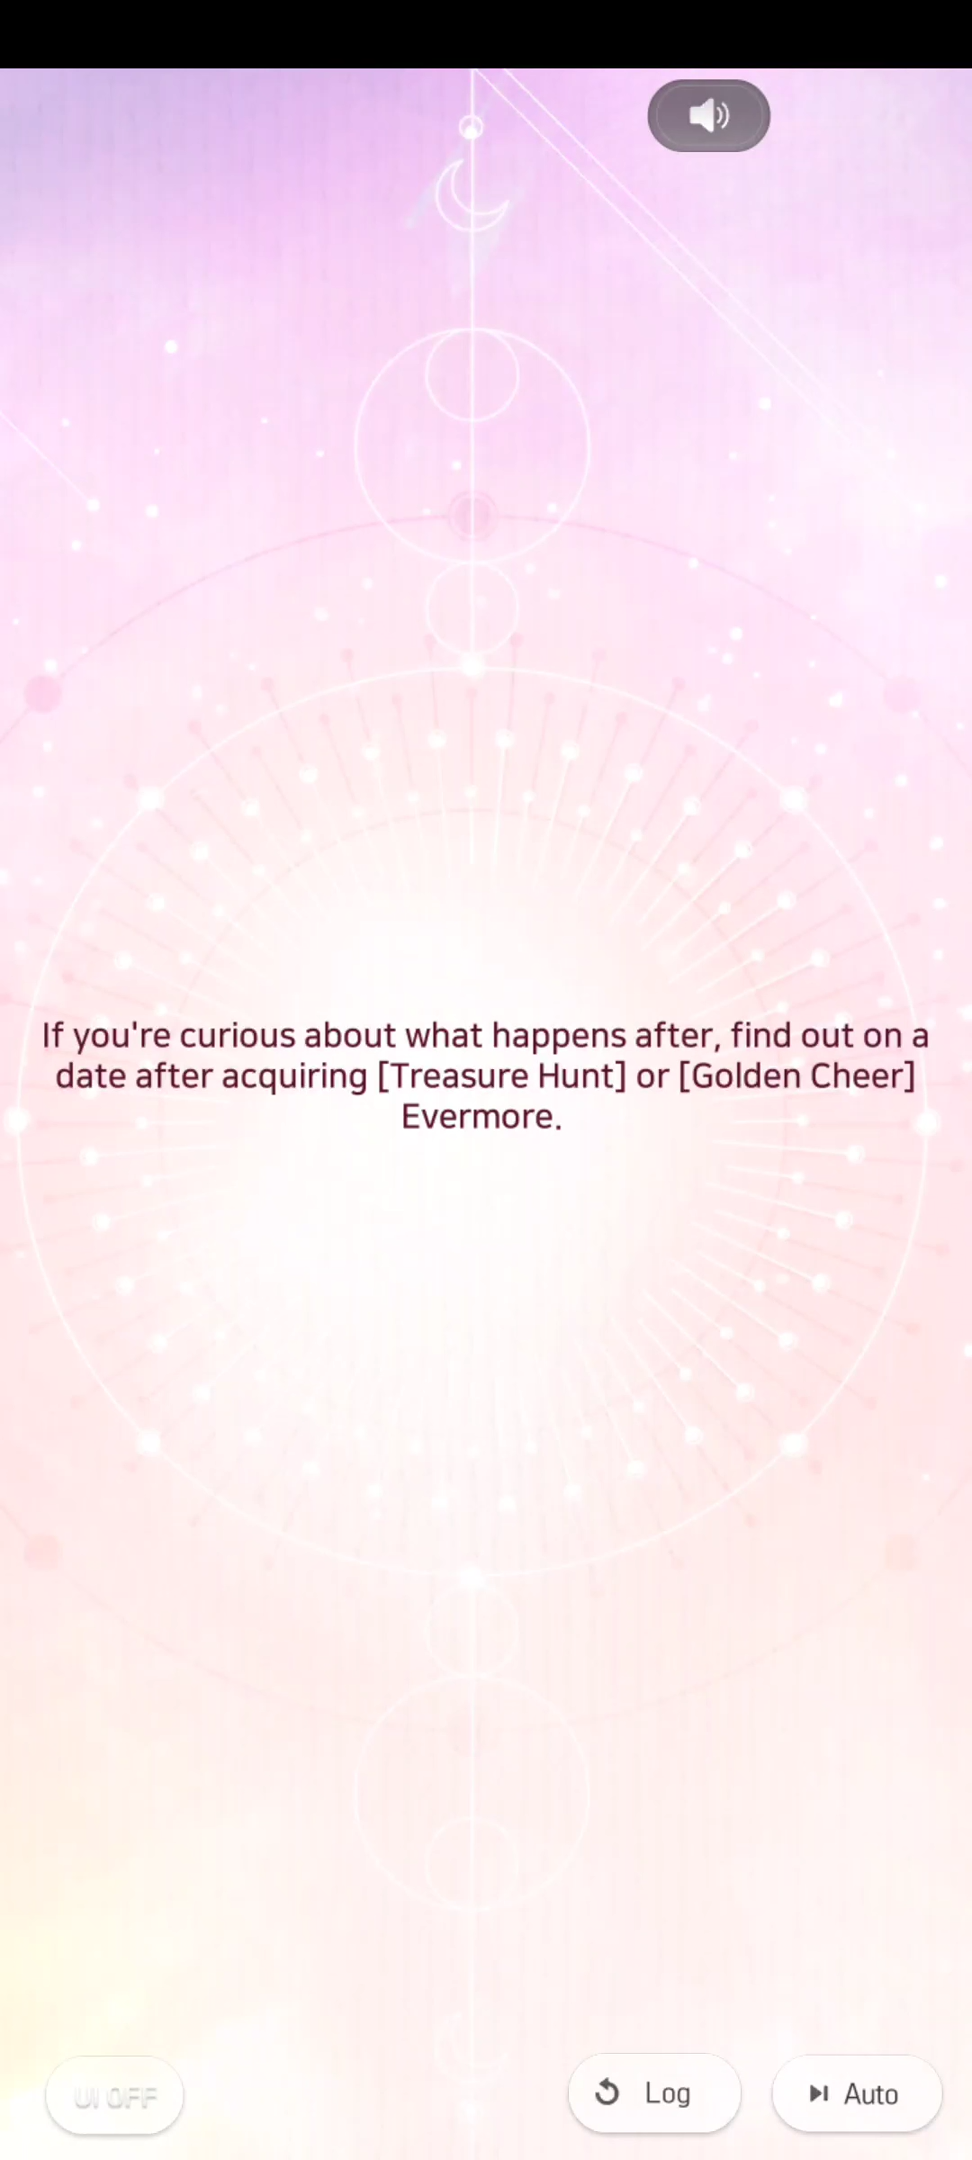 If you're curious about what happens after, find out on a
date after acquiring [Treasure Hunt] or [Golden Cheer]
Evermore.
UI OFF
Log
Auto